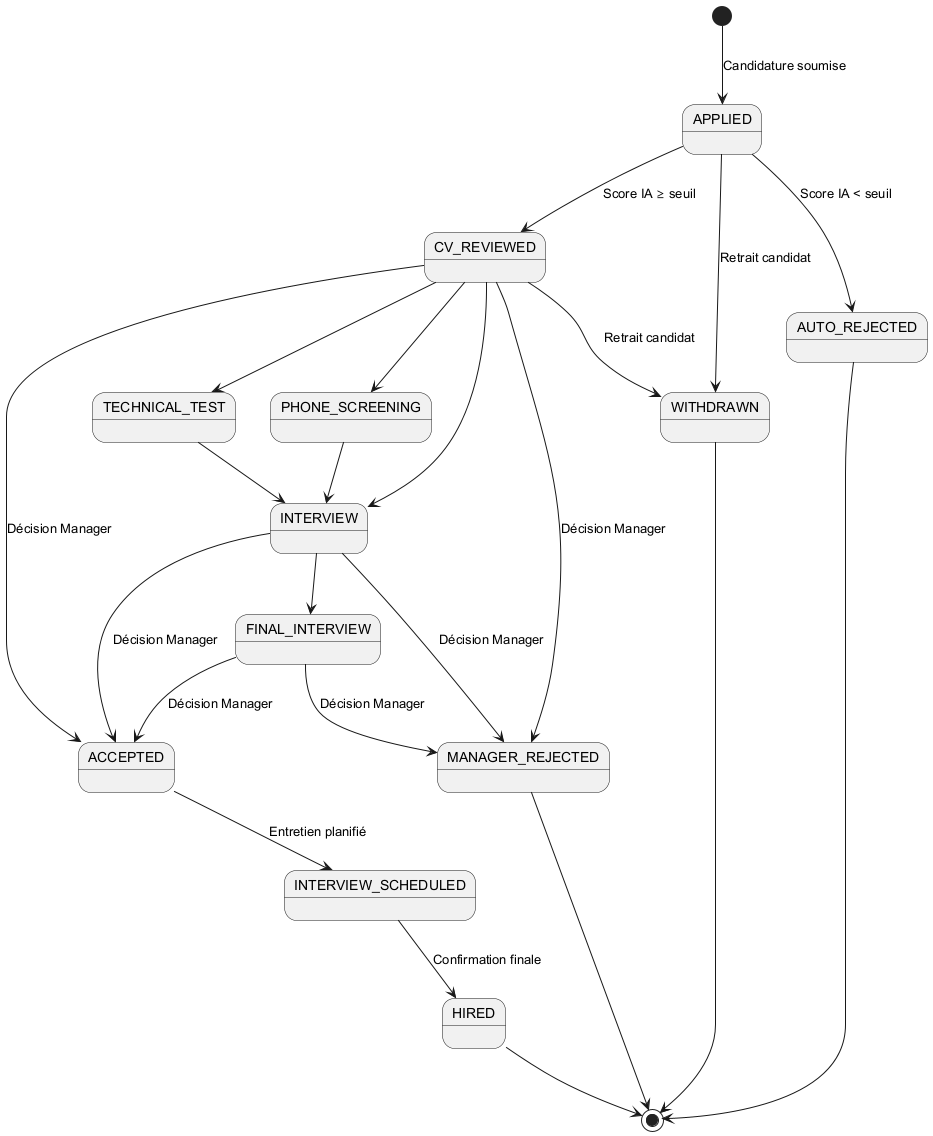 Candidature soumise
APPLIED
Score IA ≥ seuil
Score IA < seuil
CV_REVIEWED
Retrait candidat
AUTO_REJECTED
Retrait candidat
TECHNICAL_TEST
PHONE_SCREENING
WITHDRAWN
INTERVIEW
Décision Manager
Décision Manager
Décision Manager
Décision Manager
FINAL_INTERVIEW
Décision Manager
Décision Manager
ACCEPTED
MANAGER_REJECTED
Entretien planifié
INTERVIEW_SCHEDULED
Confirmation finale
HIRED